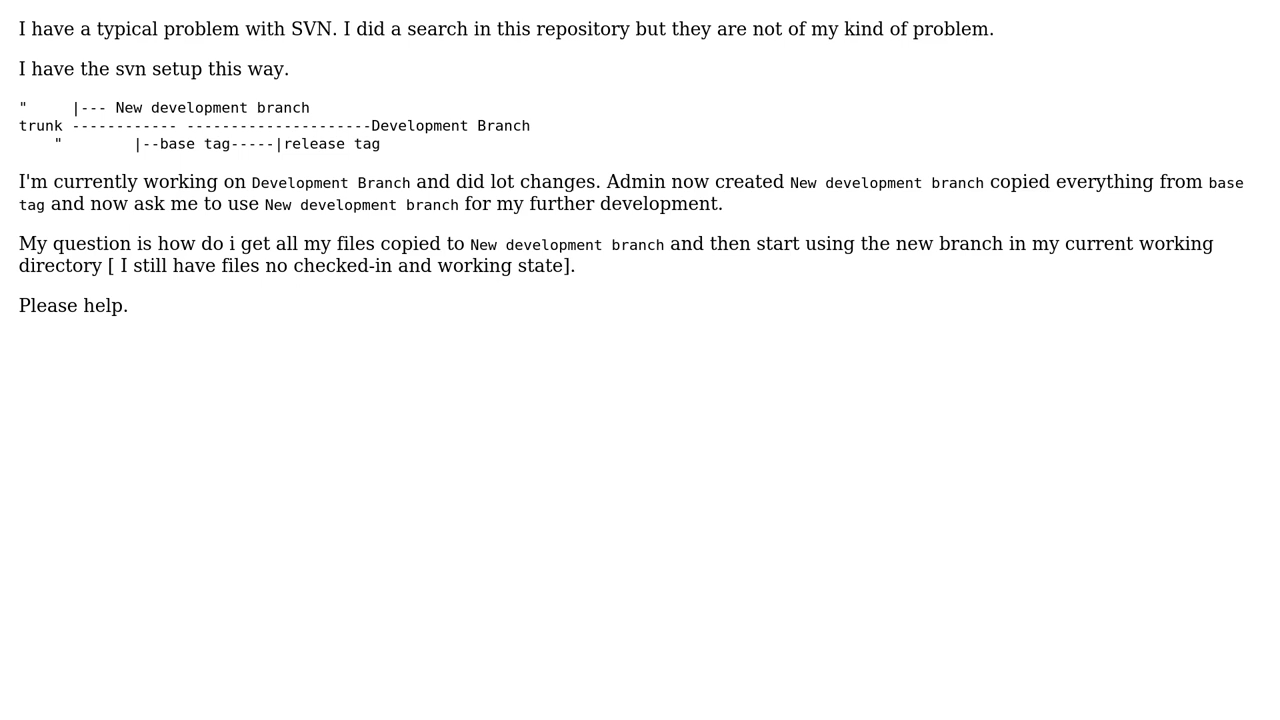 I have a typical problem with SVN. I did a search in this repository but they are not of my kind of problem.
I have the svn setup this way.
"     |--- New development branch
trunk ------------ ---------------------Development Branch
    "        |--base tag-----|release tag
I'm currently working on Development Branch and did lot changes. Admin now created New development branch copied everything from base
tag and now ask me to use New development branch for my further development.
My question is how do i get all my files copied to New development branch and then start using the new branch in my current working
directory [ I still have files no checked-in and working state].
Please help.